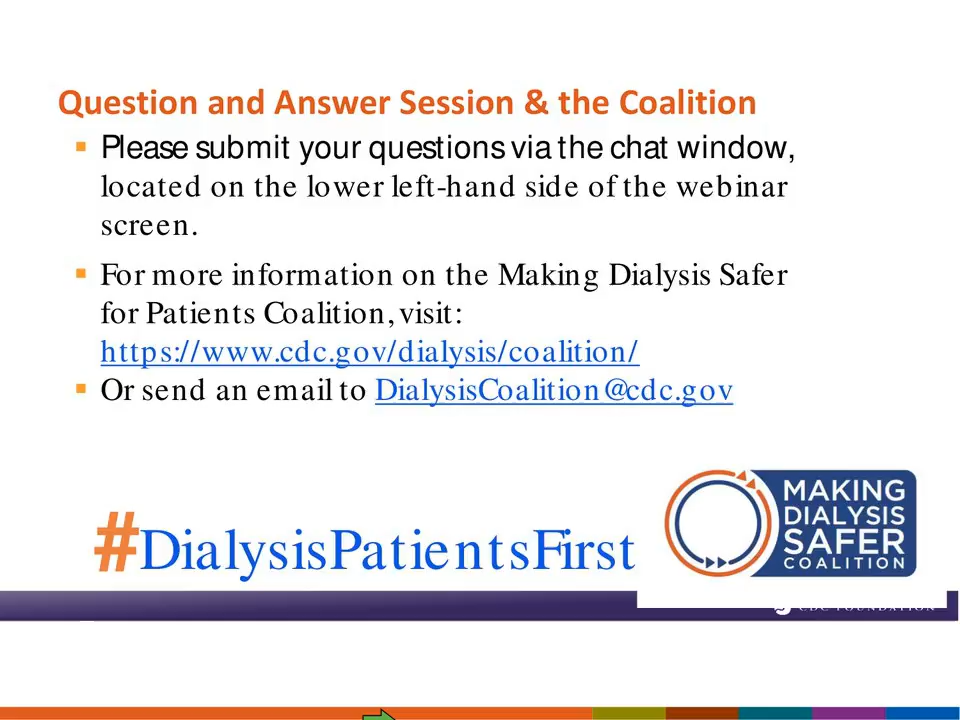 Question and Answer Session & the Coalition
▪ Please submit your questions via the chat window,
located on the lower left-hand side of the webinar
screen.
▪ For more information on the Making Dialysis Safer
for Patients Coalition, visit:
https://www.cdc.gov/dialysis/coalition/
▪ Or send an email to DialysisCoalition@cdc.gov
#DialysisPatientsFirst
MAKING
DIALYSIS
SAFER
COALITION
CDC FOUNDATION